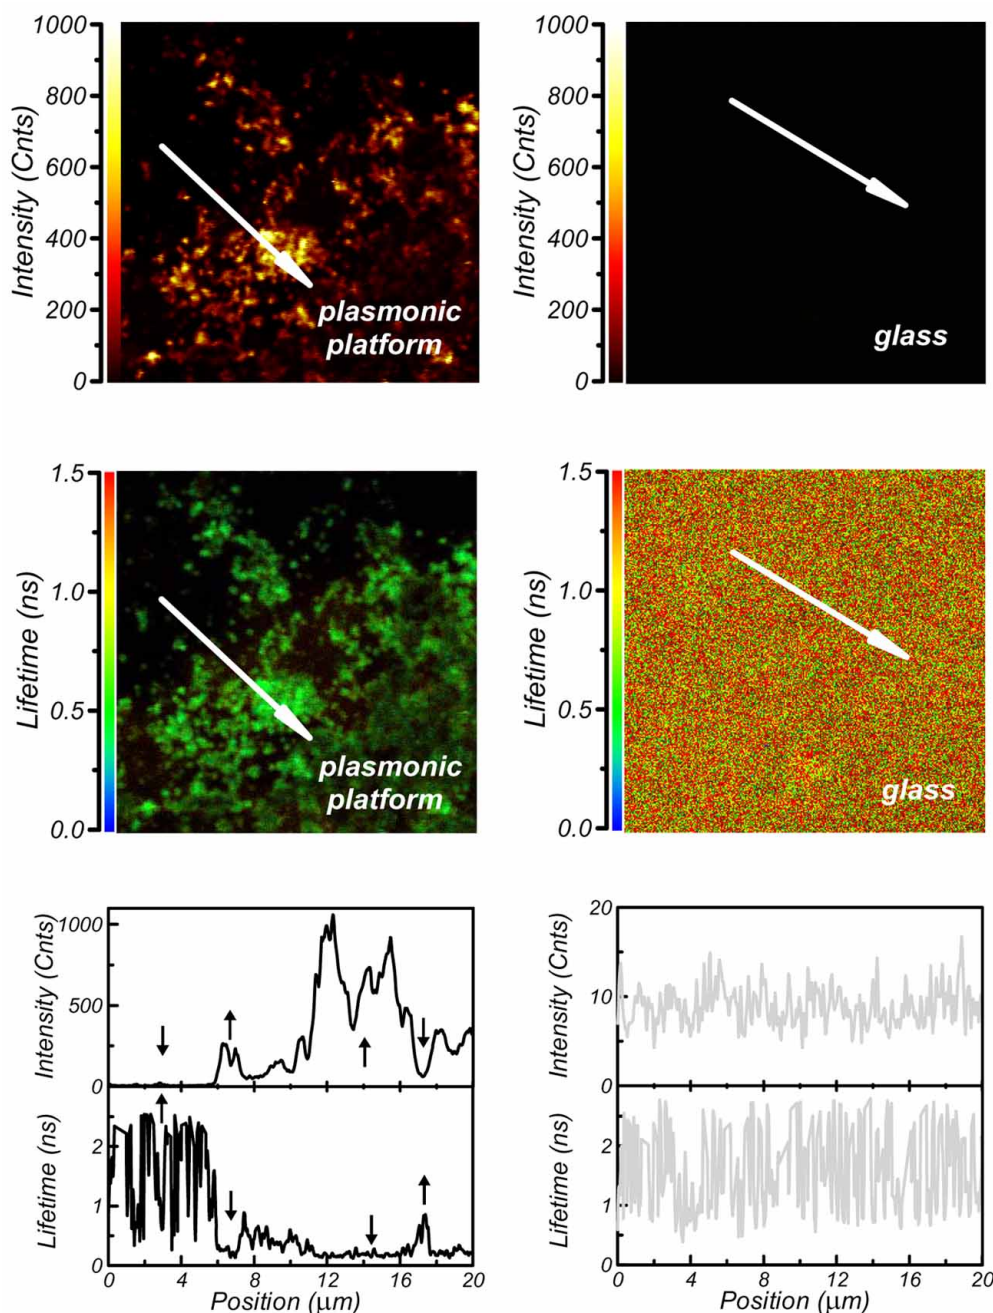 1000
800
600
400
200
0
Intensity (Cnts)
plasmonic
platform
1000
800
600
400
200
0
Intensity (Cnts)
glass
1.5
1.0
0.5
0.0
Lifetime (ns)
plasmonic
platform
1.5
1.0
0.5
0.0
Lifetime (ns)
glass
1000
500
0
Intensity (Cnts)
2
1
0
Lifetime (ns)
0 4 8 12 16 20
Position (μm)
20
10
0
Intensity (Cnts)
2
1
0
Lifetime (ns)
0 4 8 12 16 20
Position (μm)